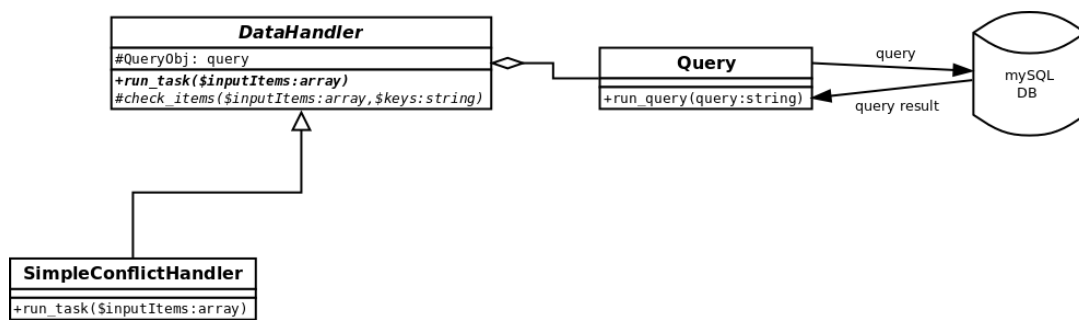 DataHandler
#QueryObj: query
+run_task($inputItems:array)
#check_items($inputItems:array,$keys:string)
Query
+run_query(query:string)
query
query result
mySQL
DB
SimpleConflictHandler
+run_task($inputItems:array)